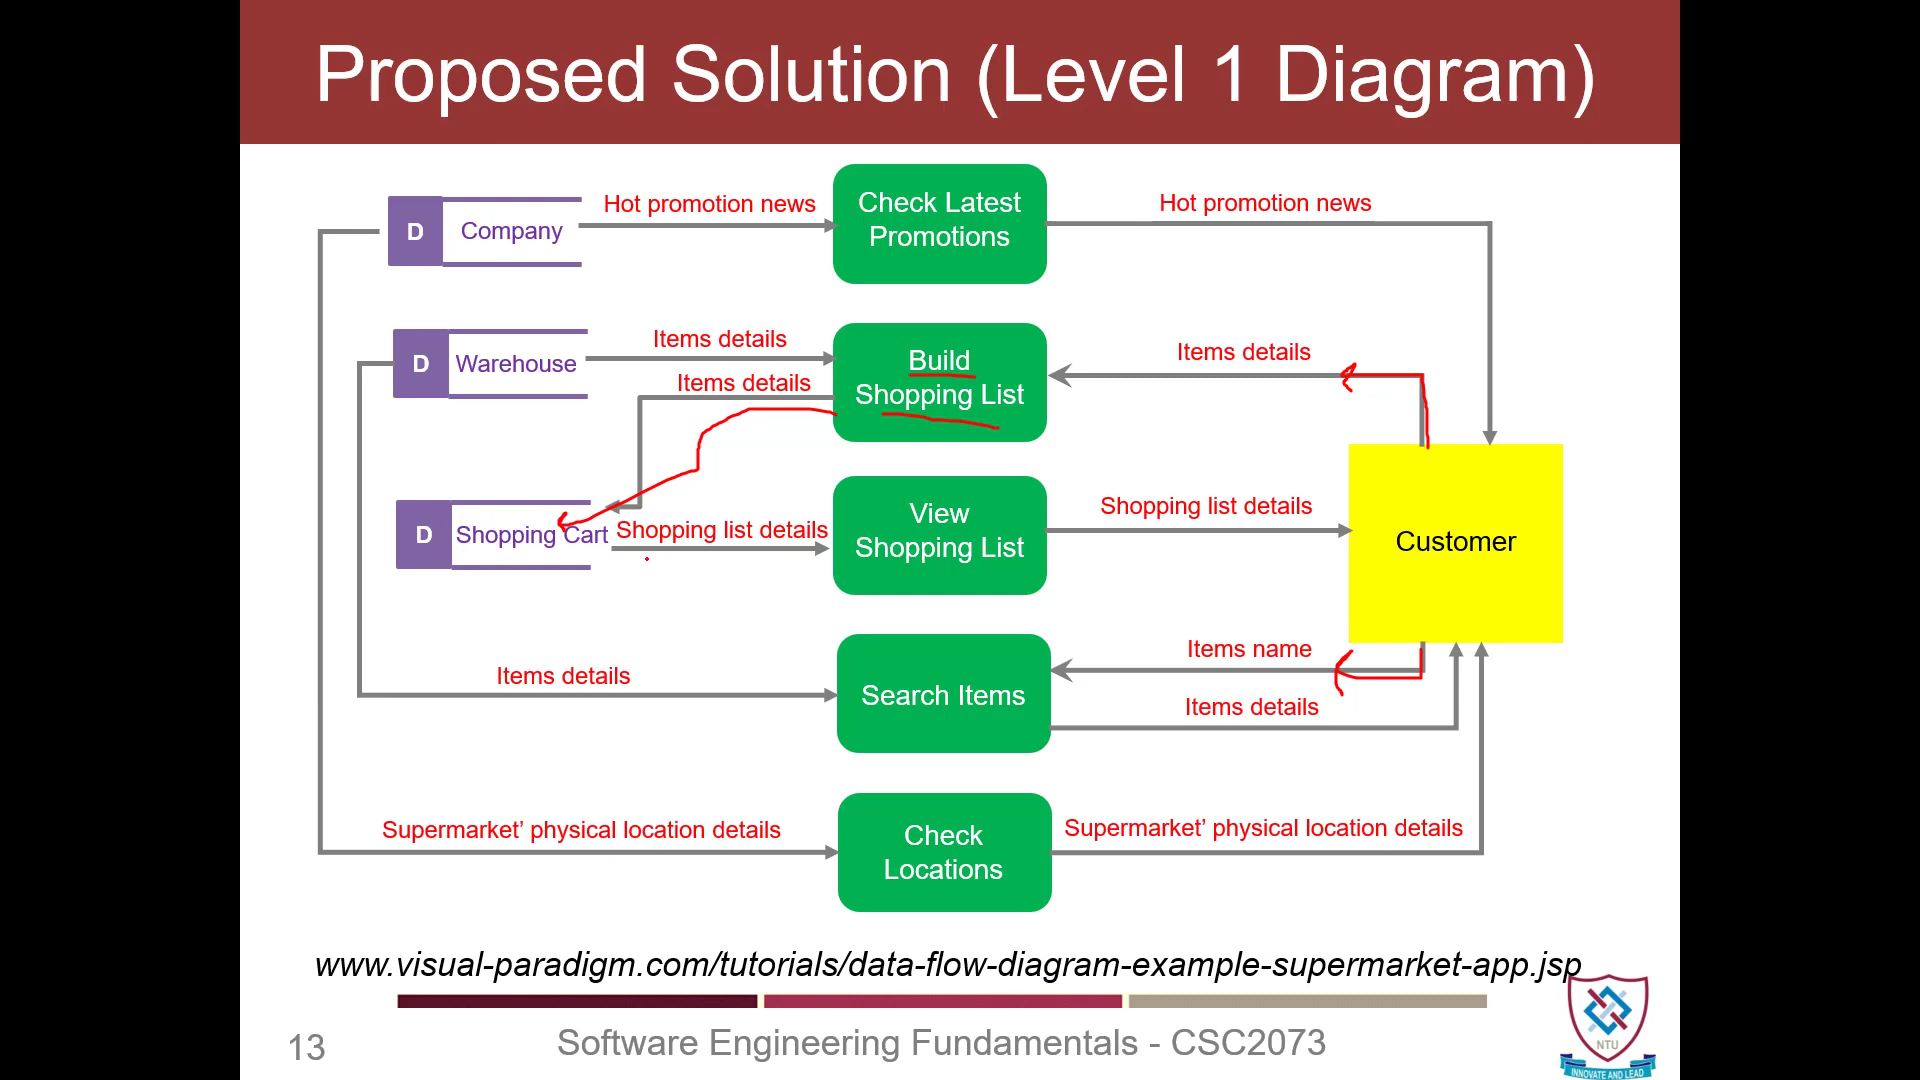 Proposed Solution (Level 1 Diagram)
Hot promotion news
Check Latest
Promotions
Hot promotion news
D
Company
Items details
D
Warehouse
Build
Shopping List
Items details
Items details
D
Shopping Cart
Shopping list details
View
Shopping List
Shopping list details
Customer
Items details
Search Items
Items name
Items details
Supermarket’ physical location details
Check
Locations
Supermarket’ physical location details
www.visual-paradigm.com/tutorials/data-flow-diagram-example-supermarket-app.jsp
13
Software Engineering Fundamentals - CSC2073
NTU
INNOVATE AND LEAD